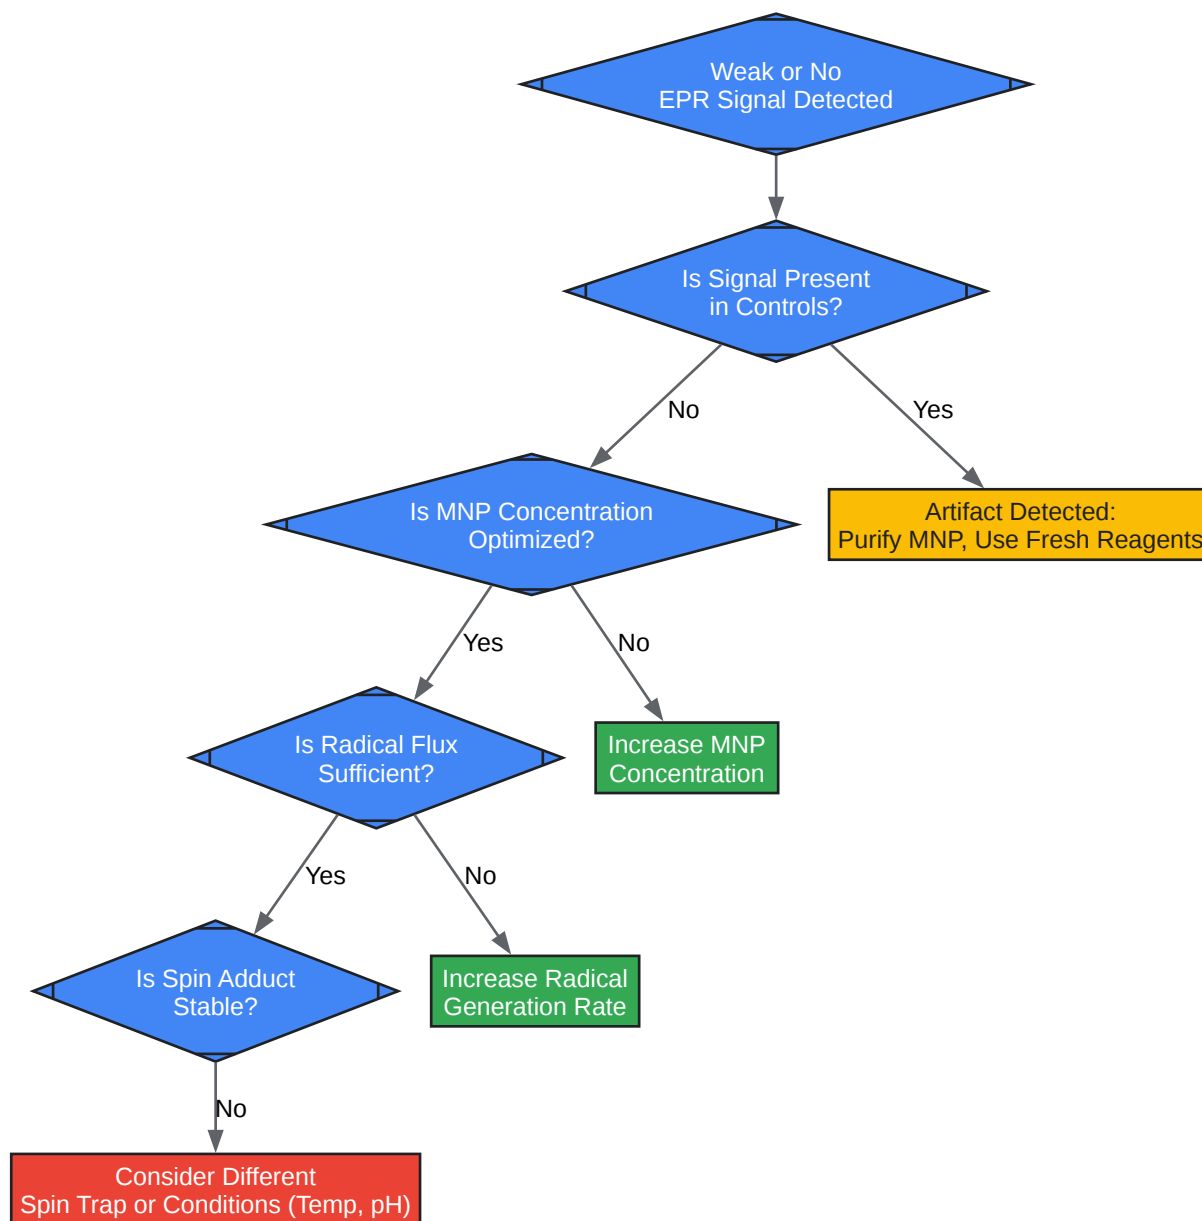 Weak or No
EPR Signal Detected
Is Signal Present
in Controls?
No
Yes
Is MNP Concentration
Optimized?
Artifact Detected:
Purify MNP, Use Fresh Reagents
Yes
No
Is Radical Flux
Sufficient?
Increase MNP
Concentration
Yes
No
Is Spin Adduct
Stable?
Increase Radical
Generation Rate
No
Consider Different
Spin Trap or Conditions (Temp, pH)